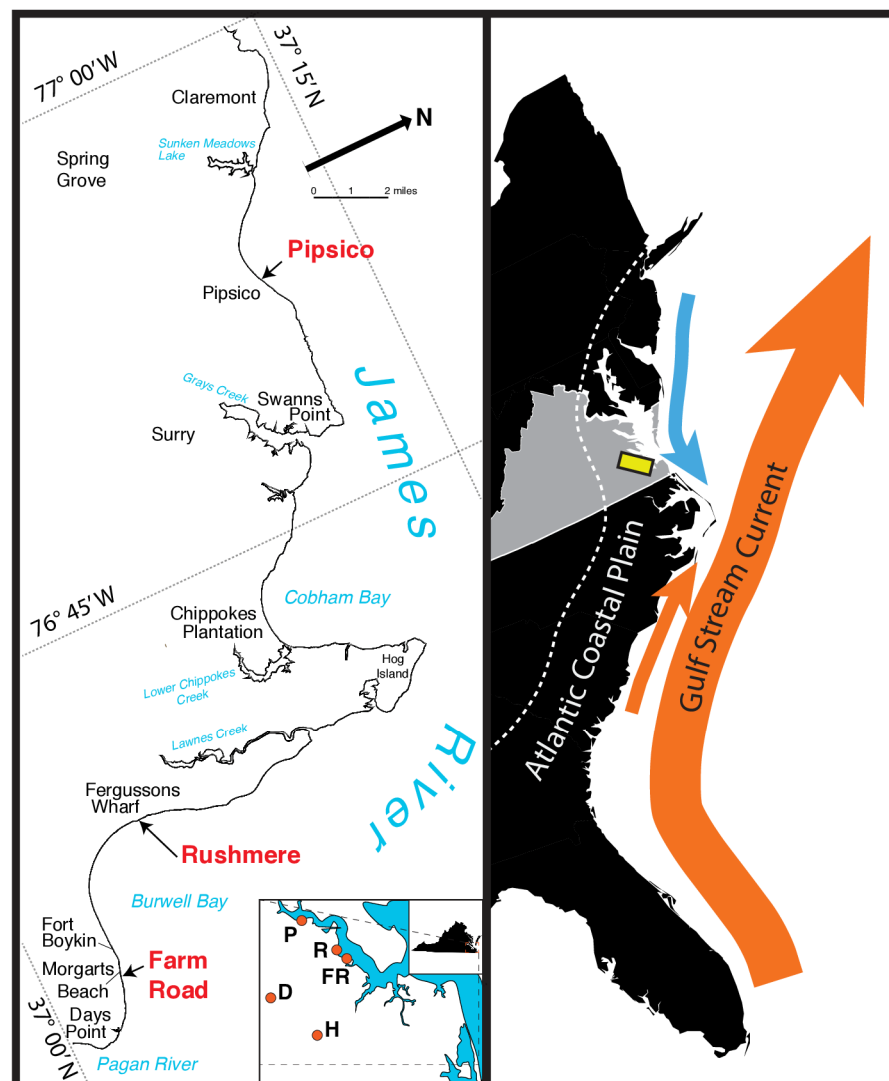 77° 00′W
37° 15′N
Claremont
N
Sunken Meadows
Lake
Spring
Grove
0 1 2 miles
Pipsico
Pipsico
James
Grays Creek
Swanns
Point
Surry
76° 45′W
Cobham Bay
Chippokes
Plantation
Hog
Island
Lower Chippokes
Creek
Lawnes Creek
River
Fergussons
Wharf
Rushmere
Burwell Bay
Fort
Boykin
Morgarts
Beach
Farm
Road
Days
Point
37° 00′ N
Pagan River
P
R
FR
D
H
Atlantic Coastal Plain
Gulf Stream Current